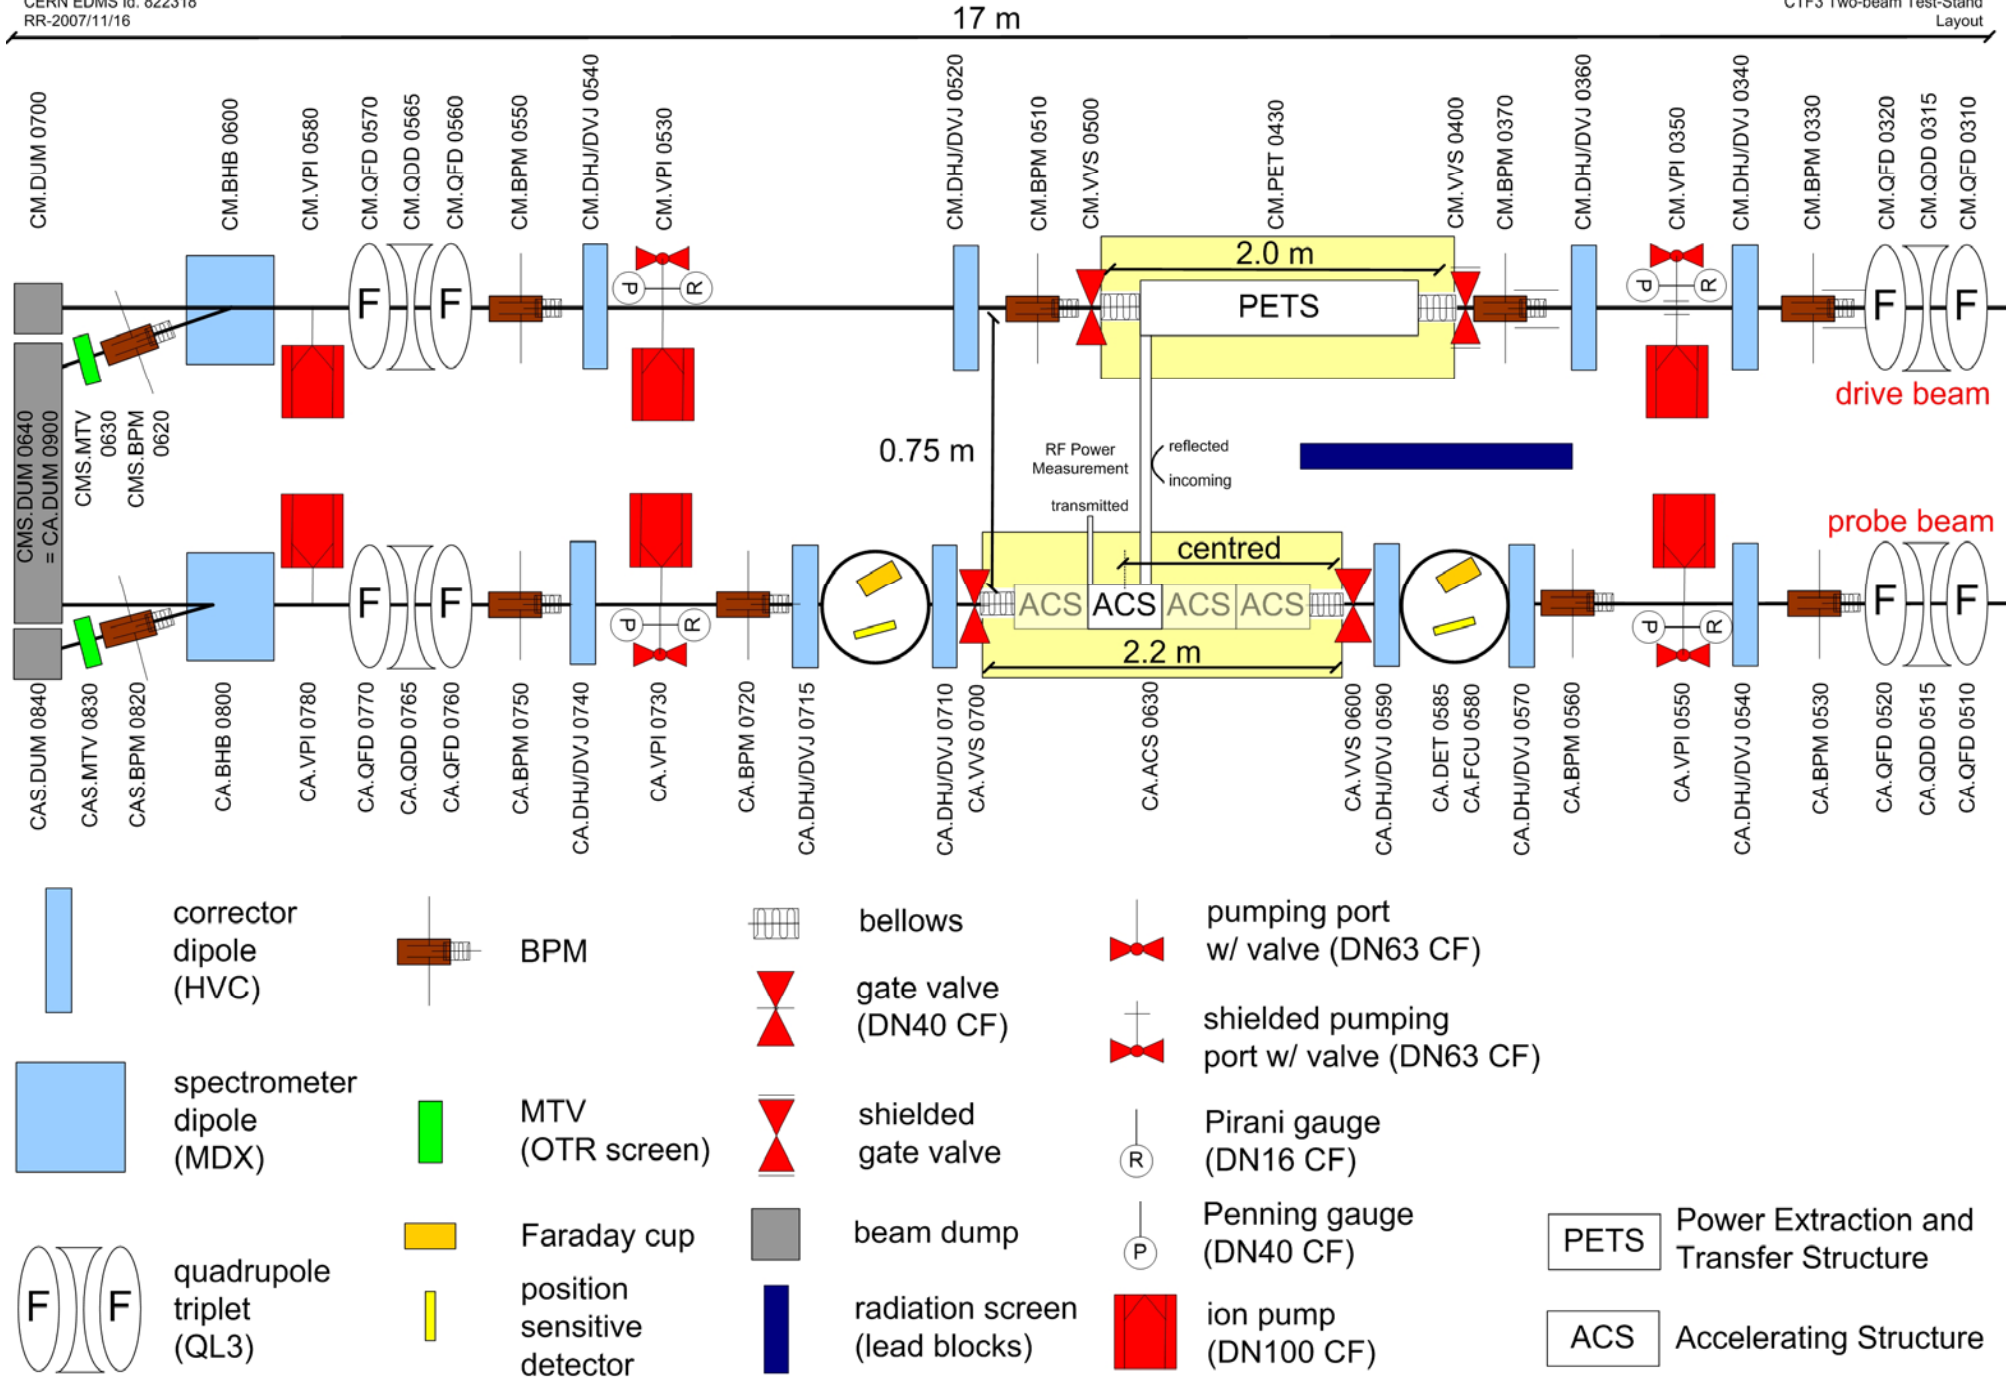 CERN EDMS Id: 822318
RR-2007/11/16
CTF3 Two-beam Test-Stand
Layout
17 m
CM.DUM 0700
CM.BHB 0600
CM.VPI 0580
CM.QFD 0570
CM.QDD 0565
CM.QFD 0560
CM.BPM 0550
CM.DHJ/DVJ 0540
CM.VPI 0530
CM.DHJ/DVJ 0520
CM.BPM 0510
CM.VVS 0500
CM.PET 0430
CM.VVS 0400
CM.BPM 0370
CM.DHJ/DVJ 0360
CM.VPI 0350
CM.DHJ/DVJ 0340
CM.BPM 0330
CM.QFD 0320
CM.QDD 0315
CM.QFD 0310
2.0 m
F
F
P
R
PETS
P
R
F
F
drive beam
CMS.DUM 0640
= CA.DUM 0900
CMS.MTV
0630
CMS.BPM
0620
0.75 m
RF Power
Measurement
reflected
incoming
transmitted
probe beam
centred
F
F
P
R
ACS
ACS
ACS
ACS
P
R
F
F
2.2 m
CAS.DUM 0840
CAS.MTV 0830
CAS.BPM 0820
CA.BHB 0800
CA.VPI 0780
CA.QFD 0770
CA.QDD 0765
CA.QFD 0760
CA.BPM 0750
CA.DHJ/DVJ 0740
CA.VPI 0730
CA.BPM 0720
CA.DHJ/DVJ 0715
CA.DHJ/DVJ 0710
CA.VVS 0700
CA.ACS 0630
CA.VVS 0600
CA.DHJ/DVJ 0590
CA.DET 0585
CA.FCU 0580
CA.DHJ/DVJ 0570
CA.BPM 0560
CA.VPI 0550
CA.DHJ/DVJ 0540
CA.BPM 0530
CA.QFD 0520
CA.QDD 0515
CA.QFD 0510
corrector
dipole
(HVC)
spectrometer
dipole
(MDX)
F
F
quadrupole
triplet
(QL3)
BPM
MTV
(OTR screen)
Faraday cup
position
sensitive
detector
bellows
gate valve
(DN40 CF)
shielded
gate valve
beam dump
radiation screen
(lead blocks)
pumping port
w/ valve (DN63 CF)
shielded pumping
port w/ valve (DN63 CF)
R
Pirani gauge
(DN16 CF)
P
Penning gauge
(DN40 CF)
ion pump
(DN100 CF)
PETS
Power Extraction and
Transfer Structure
ACS
Accelerating Structure